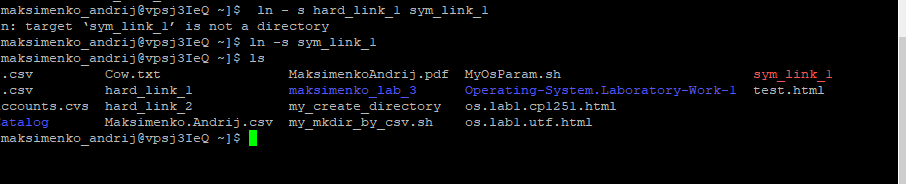 maksimenko_andrij@vpsj3IeQ ~]$  ln - s hard_link_1 sym_link_1
n: target ‘sym_link_1’ is not a directory
maksimenko_andrij@vpsj3IeQ ~]$ ln -s sym_link_1
maksimenko_andrij@vpsj3IeQ ~]$ ls
.csv Cow.txt MaksimenkoAndrij.pdf MyOsParam.sh sym_link_1
.csv hard_link_1 maksimenko_lab_3 Operating-System.Laboratory-Work-1 test.html
ccounts.cvs hard_link_2 my_create_directory os.lab1.cp1251.html
atalog Maksimenko.Andrij.csv my_mkdir_by_csv.sh os.lab1.utf.html
maksimenko_andrij@vpsj3IeQ ~]$